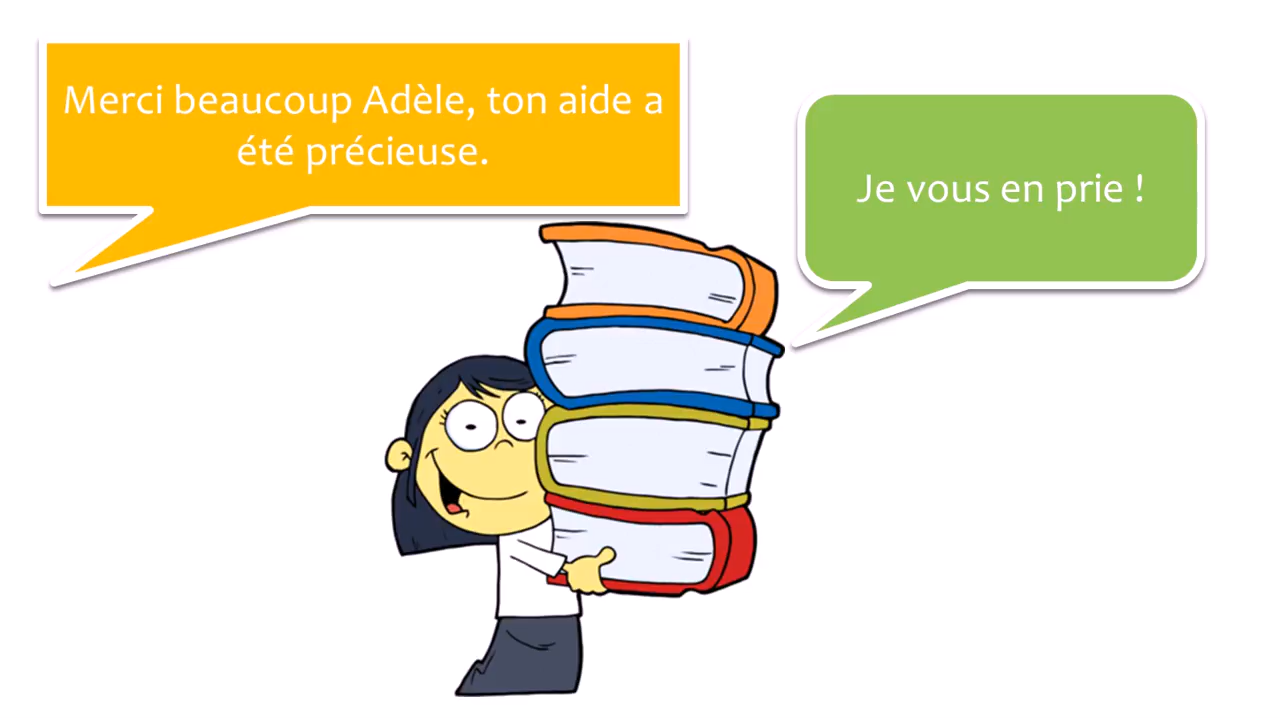 Merci beaucoup Adèle, ton aide a
été précieuse.
Je vous en prie !